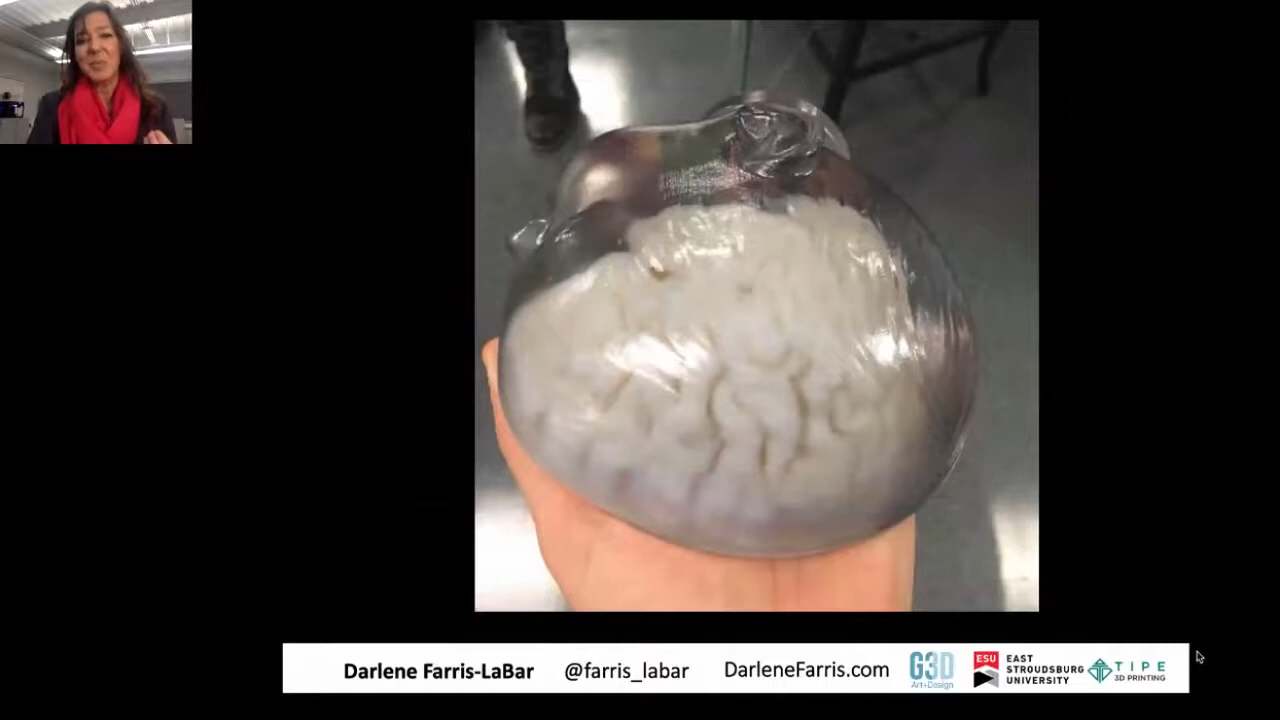 Darlene Farris-LaBar @farris_labar DarleneFarris.com
G3D
Art+Design
ESU
EAST
STROUDSBURG
UNIVERSITY
TIPE
3D PRINTING